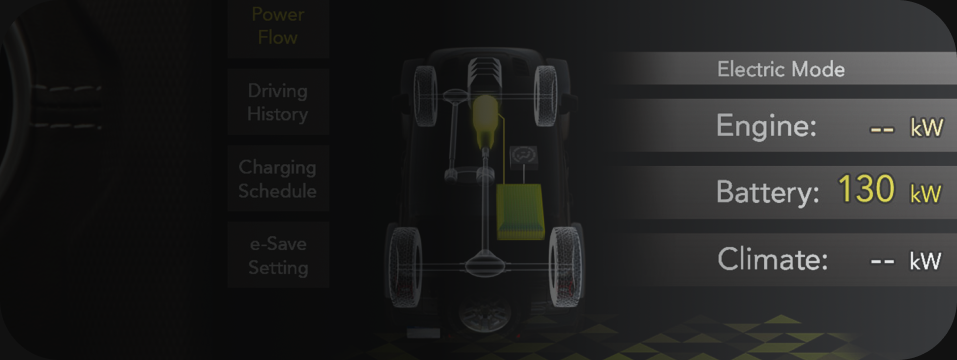 Power
Flow
Driving
History
Charging
Schedule
e-Save
Setting
Electric Mode
Engine: -- kW
Battery: 130 kW
Climate: -- kW